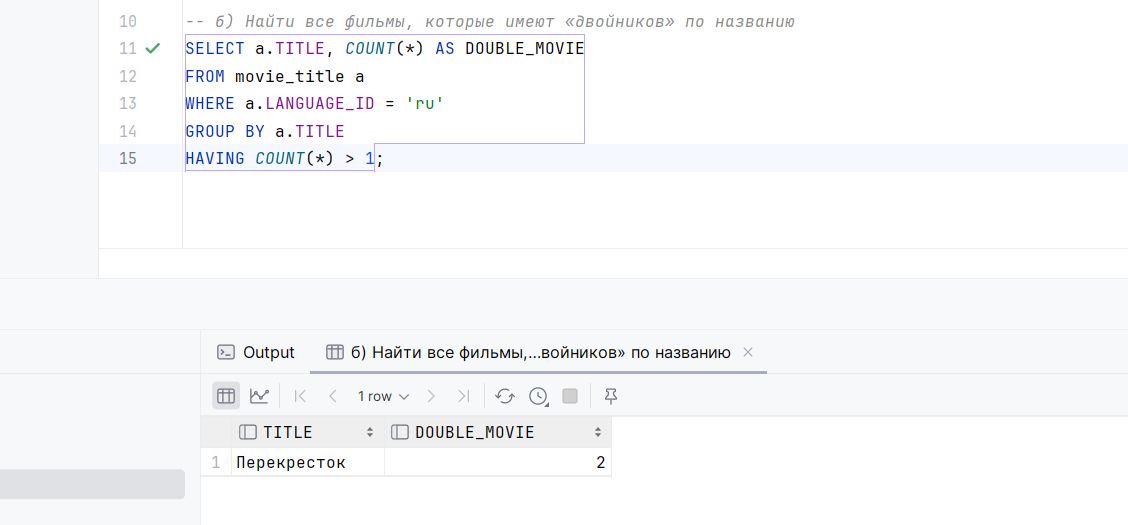 10 -- б) Найти все фильмы, которые имеют «двойников» по названию
11 SELECT a.TITLE, COUNT(*) AS DOUBLE_MOVIE
12 FROM movie_title a
13 WHERE a.LANGUAGE_ID = 'ru'
14 GROUP BY a.TITLE
15 HAVING COUNT(*) > 1;
Output б) Найти все фильмы,...войников» по названию
1 row
TITLE DOUBLE_MOVIE
1 Перекресток 2